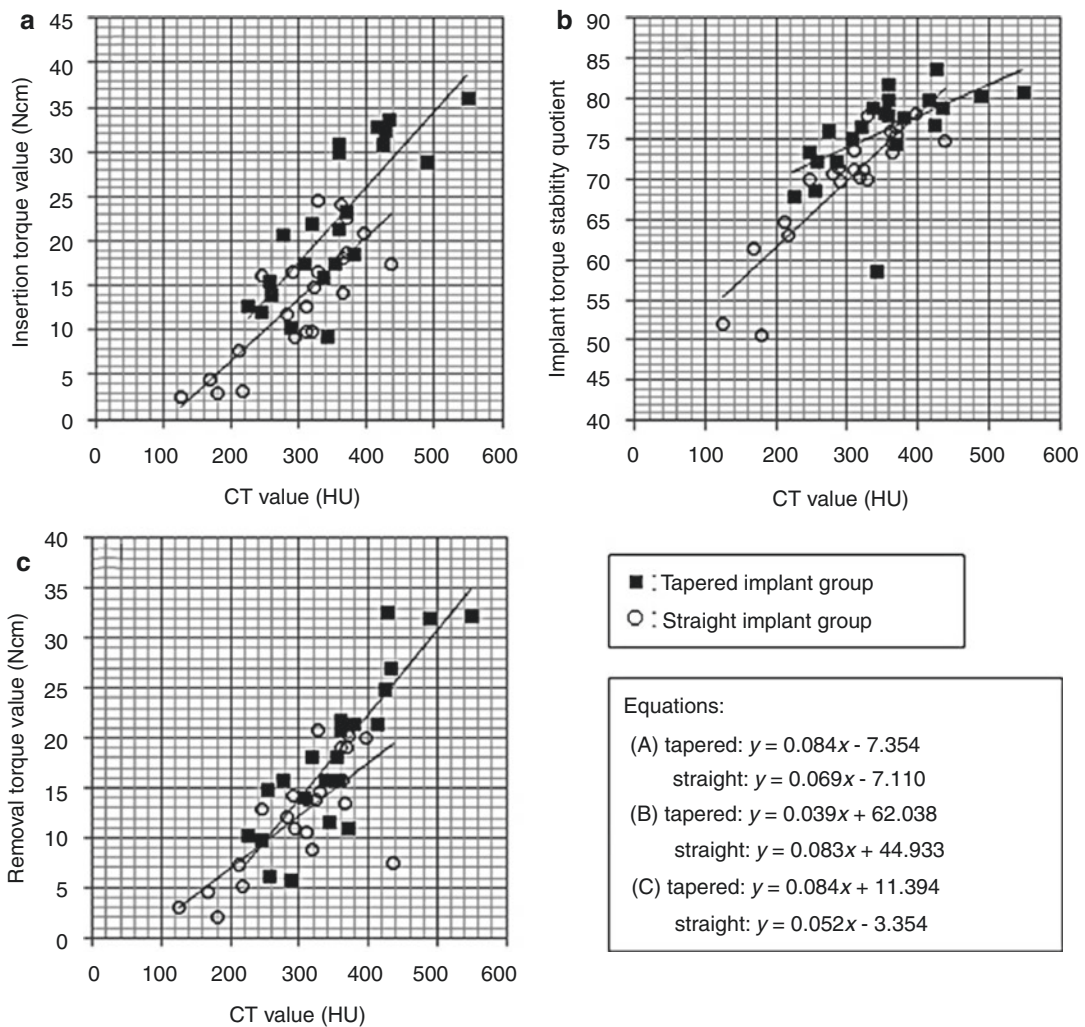 a
45
40
35
30
25
20
15
10
5
0
Insertion torque value (Ncm)
0 100 200 300 400 500 600
CT value (HU)
b
90
85
80
75
70
65
60
55
50
45
40
Implant torque stabitity quotient
0 100 200 300 400 500 600
CT value (HU)
c
40
35
30
25
20
15
10
5
0
Removal torque value (Ncm)
0 100 200 300 400 500 600
CT value (HU)
: Tapered implant group
: Straight implant group
Equations:
(A) tapered: y = 0.084x - 7.354
straight: y = 0.069x - 7.110
(B) tapered: y = 0.039x + 62.038
straight: y = 0.083x + 44.933
(C) tapered: y = 0.084x + 11.394
straight: y = 0.052x - 3.354